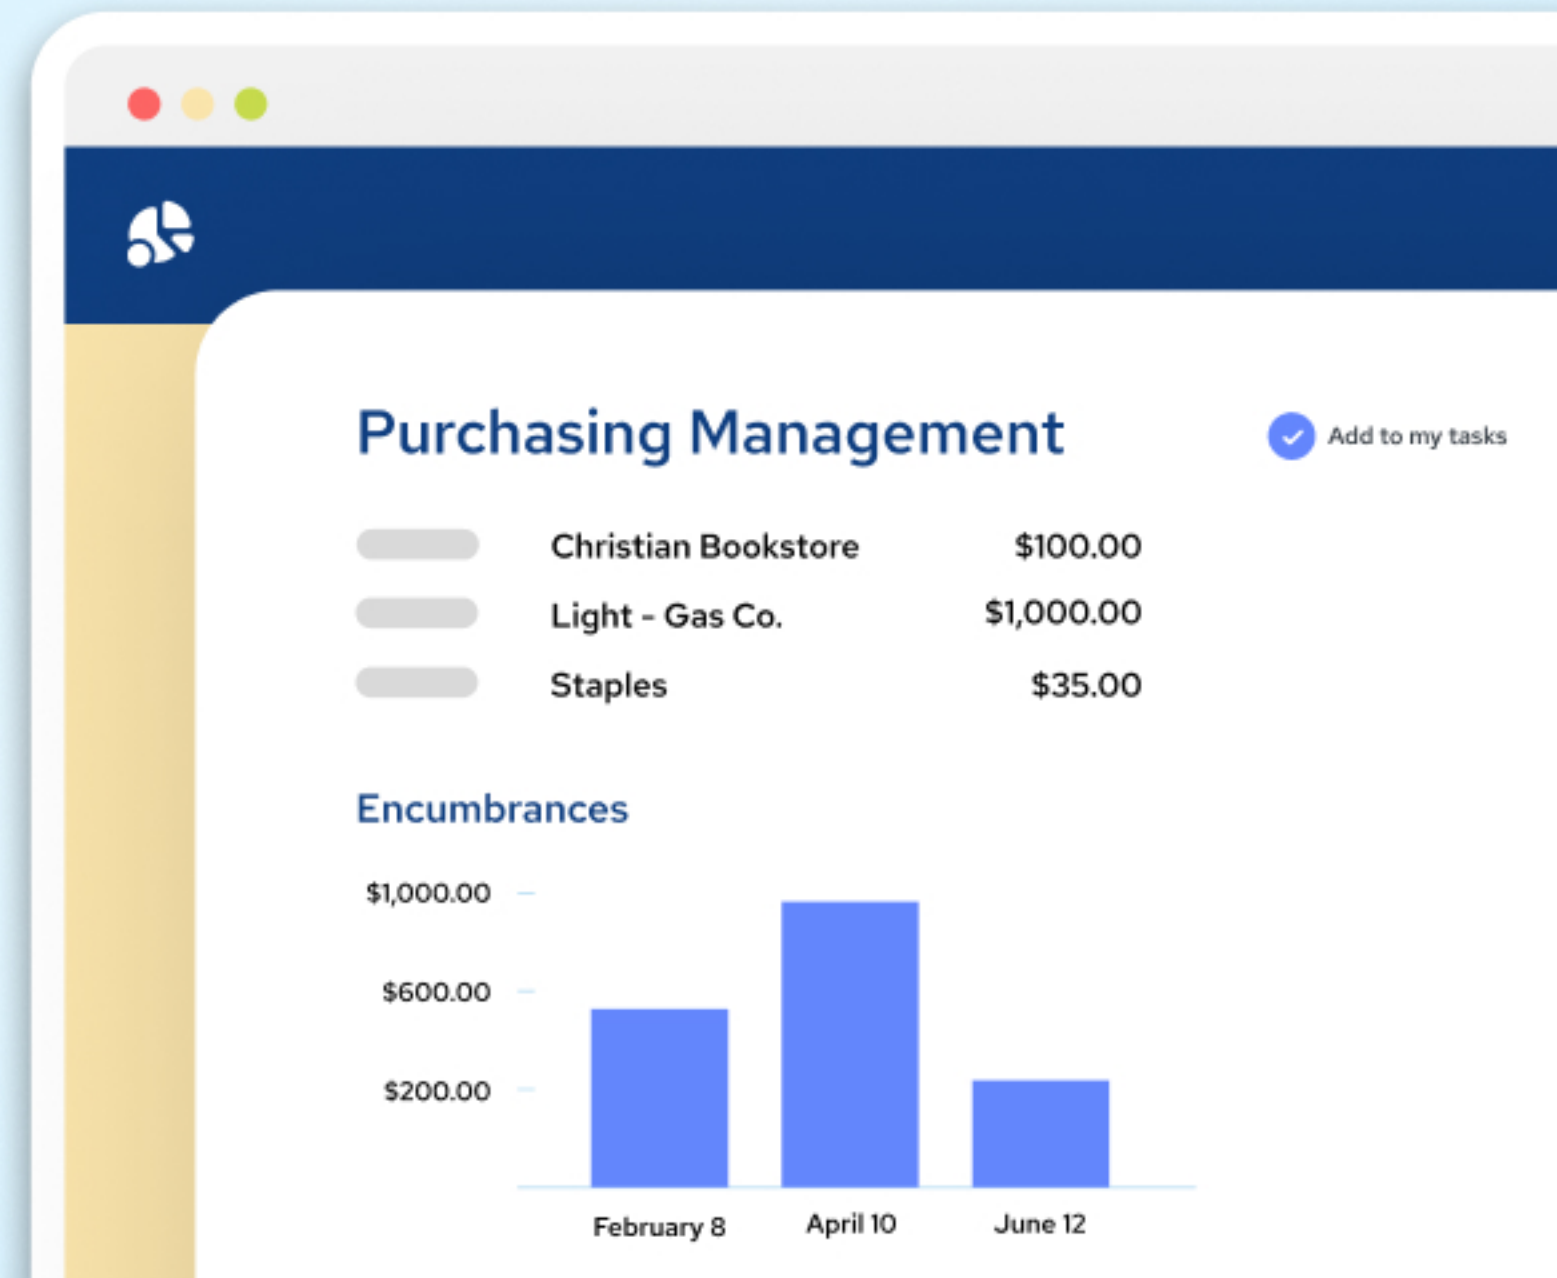 Purchasing Management
Add to my tasks
Christian Bookstore $100.00
Light - Gas Co. $1,000.00
Staples $35.00
Encumbrances
$1,000.00
$600.00
$200.00
February 8 April 10 June 12